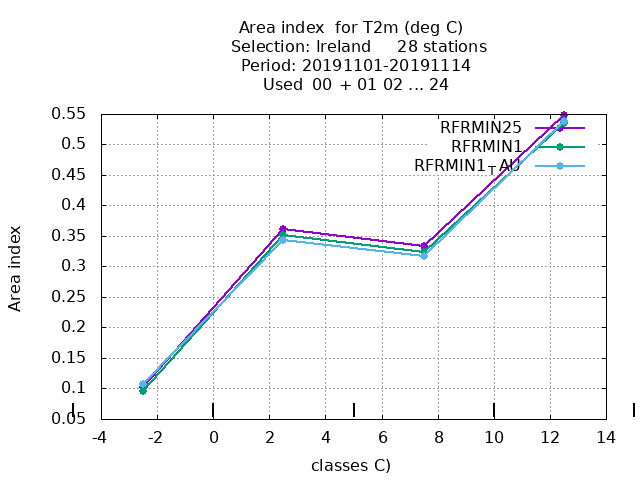 Area index  for T2m (deg C)
Selection: Ireland     28 stations
Period: 20191101-20191114
Used  00 + 01 02 ... 24
RFRMIN25
RFRMIN1
RFRMIN1TAU
Area index
0.55
0.5
0.45
0.4
0.35
0.3
0.25
0.2
0.15
0.1
0.05
-4 -2 0 2 4 6 8 10 12 14
classes C)